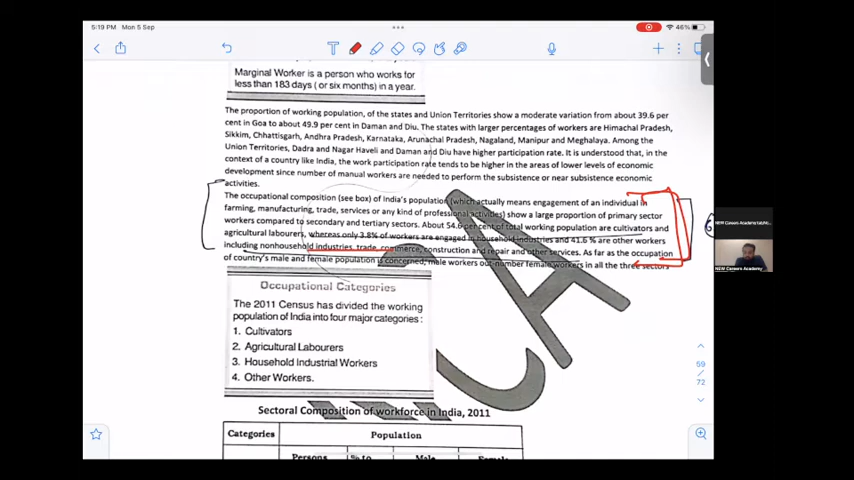 5:19 PM Mon 5 Sep
46%
Marginal Worker is a person who works for
less than 183 days ( or six months) in a year.
The proportion of working population, of the states and Union Territories show a moderate variation from about 39.6 per
cent in Goa to about 49.9 per cent in Daman and Diu. The states with larger percentages of workers are Himachal Pradesh,
Sikkim, Chhattisgarh, Andhra Pradesh, Karnataka, Arunachal Pradesh, Nagaland, Manipur and Meghalaya. Among the
Union Territories, Dadra and Nagar Haveli and Daman and Diu have higher participation rate. It is understood that, in the
context of a country like India, the work participation rate tends to be higher in the areas of lower levels of economic
development since number of manual workers are needed to perform the subsistence or near subsistence economic
activities.
The occupational composition (see box) of India's population (which actually means engagement of an individual in
farming, manufacturing, trade, services or any kind of professional activities) show a large proportion of primary sector
workers compared to secondary and tertiary sectors. About 54.6 per cent of total working population are cultivators and
agricultural labourers, whereas only 3.8% of workers are engaged in household industries and 41.6 % are other workers
including nonhousehold industries, trade, commerce, construction and repair and other services. As far as the occupation
of country's male and female population is concerned, male workers out-number female workers in all the three sectors
Occupational Categories
The 2011 Census has divided the working
population of India into four major categories :
1. Cultivators
2. Agricultural Labourers
3. Household Industrial Workers
4. Other Workers.
Sectoral Composition of workforce in India, 2011
Categories Population
Persons % to Male Female
59
72
NEW Careers Academy